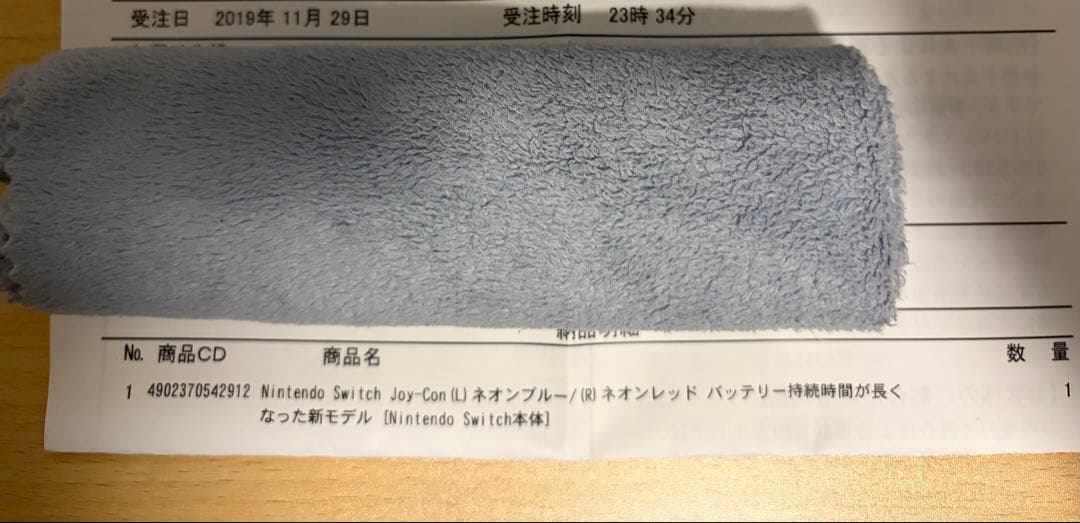 受注日 2019年 11月 29日 受注時刻 23時 34分
No. 商品CD 商品名 数 量
1 4902370542912 Nintendo Switch Joy-Con(L)ネオンブルー/(R)ネオンレッド バッテリー持続時間が長く 1
なった新モデル [Nintendo Switch本体]